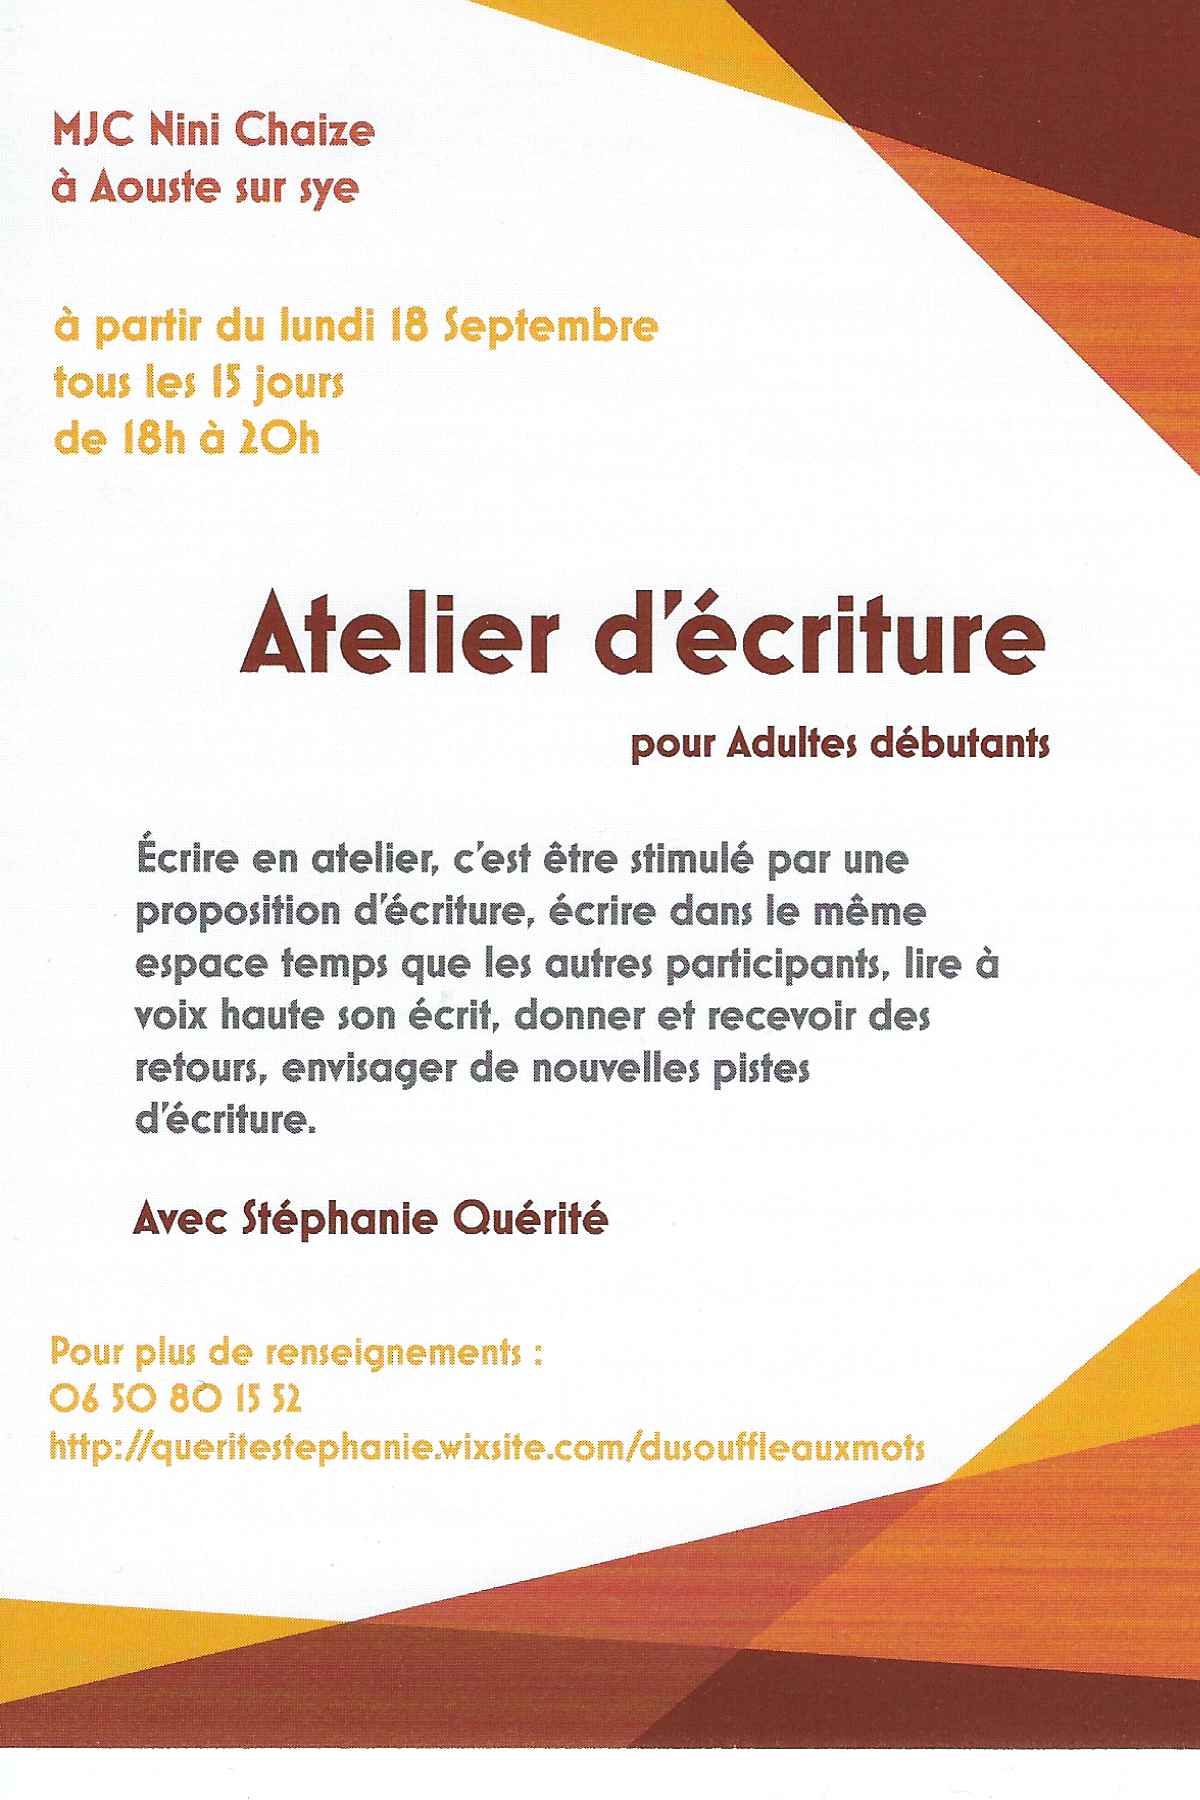 MJC Nini Chaize
à Aouste sur sye
à partir du lundi 18 Septembre
tous les 15 jours
de 18h à 20h
Atelier d'écriture
pour Adultes débutants
Écrire en atelier, c'est être stimulé par une
proposition d'écriture, écrire dans le même
espace temps que les autres participants, lire à
voix haute son écrit, donner et recevoir des
retours, envisager de nouvelles pistes
d'écriture.
Avec Stéphanie Quérité
Pour plus de renseignements :
06 50 80 15 52
http://queritestephanie.wixsite.com/dusouffleauxmots